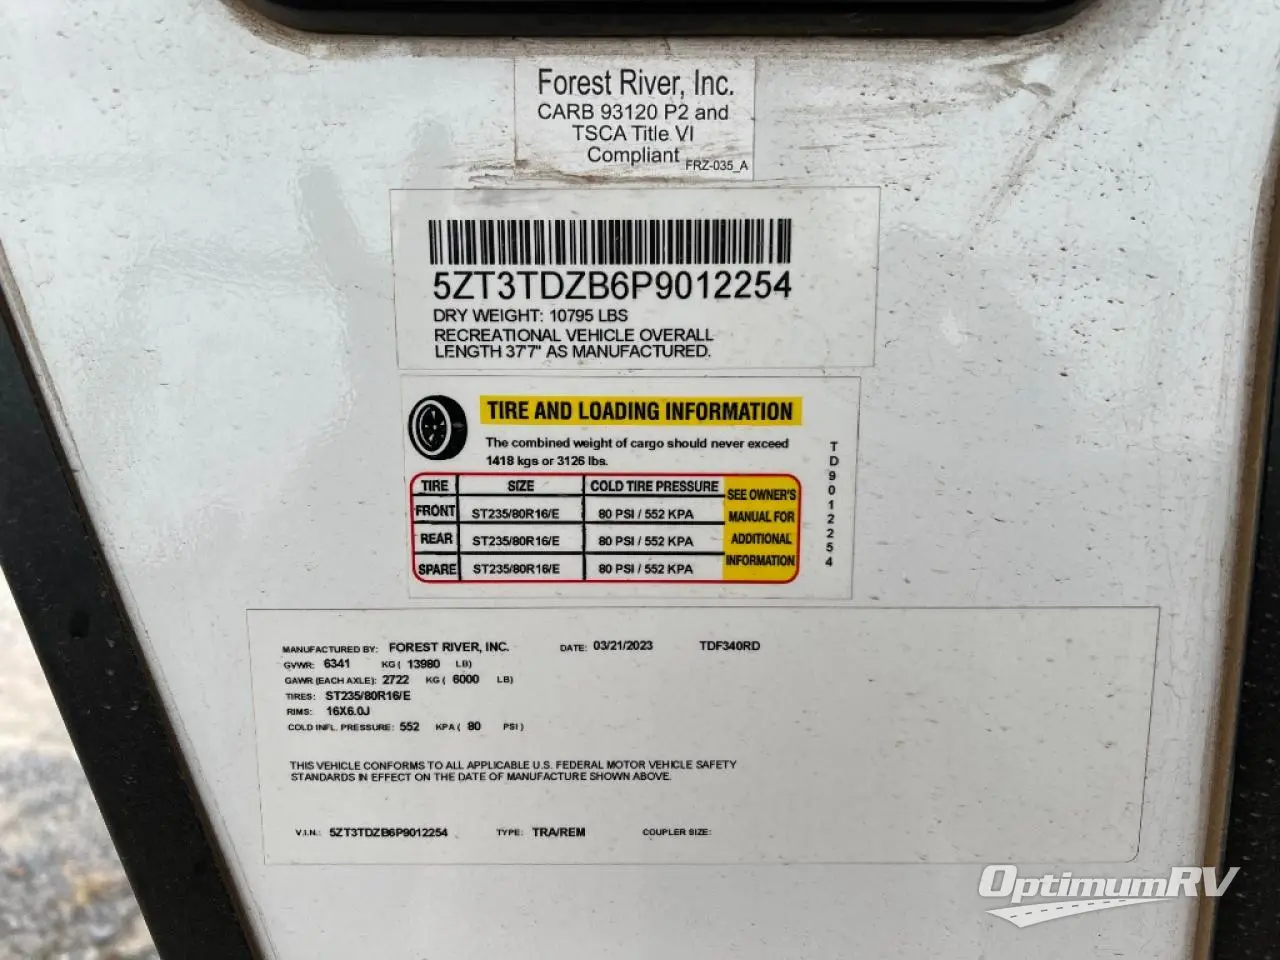 Forest River, Inc.
CARB 93120 P2 and
TSCA Title VI
Compliant FRZ-035_A
5ZT3TDZB6P9012254
DRY WEIGHT: 10795 LBS
RECREATIONAL VEHICLE OVERALL
LENGTH 377" AS MANUFACTURED.
TIRE AND LOADING INFORMATION
The combined weight of cargo should never exceed
1418 kgs or 3126 lbs.
TIRE SIZE COLD TIRE PRESSURE
FRONT ST235/80R16/E 80 PSI / 552 KPA
REAR ST235/80R16/E 80 PSI / 552 KPA
SPARE ST235/80R16/E 80 PSI / 552 KPA
SEE OWNER'S
MANUAL FOR
ADDITIONAL
INFORMATION
TD9012254
MANUFACTURED BY: FOREST RIVER, INC. DATE: 03/21/2023 TDF340RD
GVWR: 6341 KG ( 13980 LB)
GAWR (EACH AXLE): 2722 KG ( 6000 LB)
TIRES: ST235/80R16/E
RIMS: 16X6.0J
COLD INFL. PRESSURE: 552 KPA ( 80 PSI )
THIS VEHICLE CONFORMS TO ALL APPLICABLE U.S. FEDERAL MOTOR VEHICLE SAFETY
STANDARDS IN EFFECT ON THE DATE OF MANUFACTURE SHOWN ABOVE.
V.I.N.: 5ZT3TDZB6P9012254 TYPE: TRA/REM COUPLER SIZE:
OptimumRV